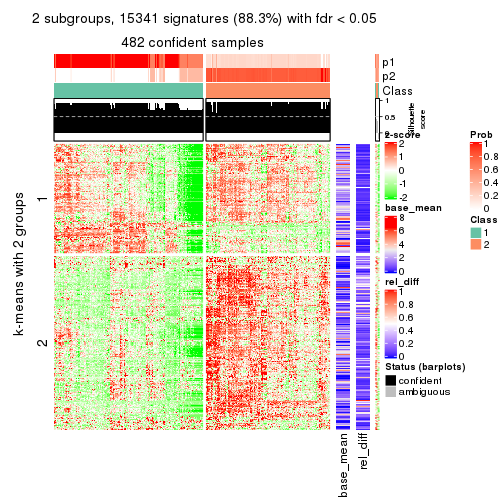 2 subgroups, 15341 signatures (88.3%) with fdr < 0.05
482 confident samples
p1
p2
Class
1
0.5
0
Silhouette
score
k-means with 2 groups
1
2
base_mean
rel_diff
z-score
2
1
0
-1
-2
base_mean
8
6
4
2
0
rel_diff
1
0.8
0.6
0.4
0.2
0
Status (barplots)
confident
ambiguous
Prob
1
0.8
0.6
0.4
0.2
0
Class
1
2